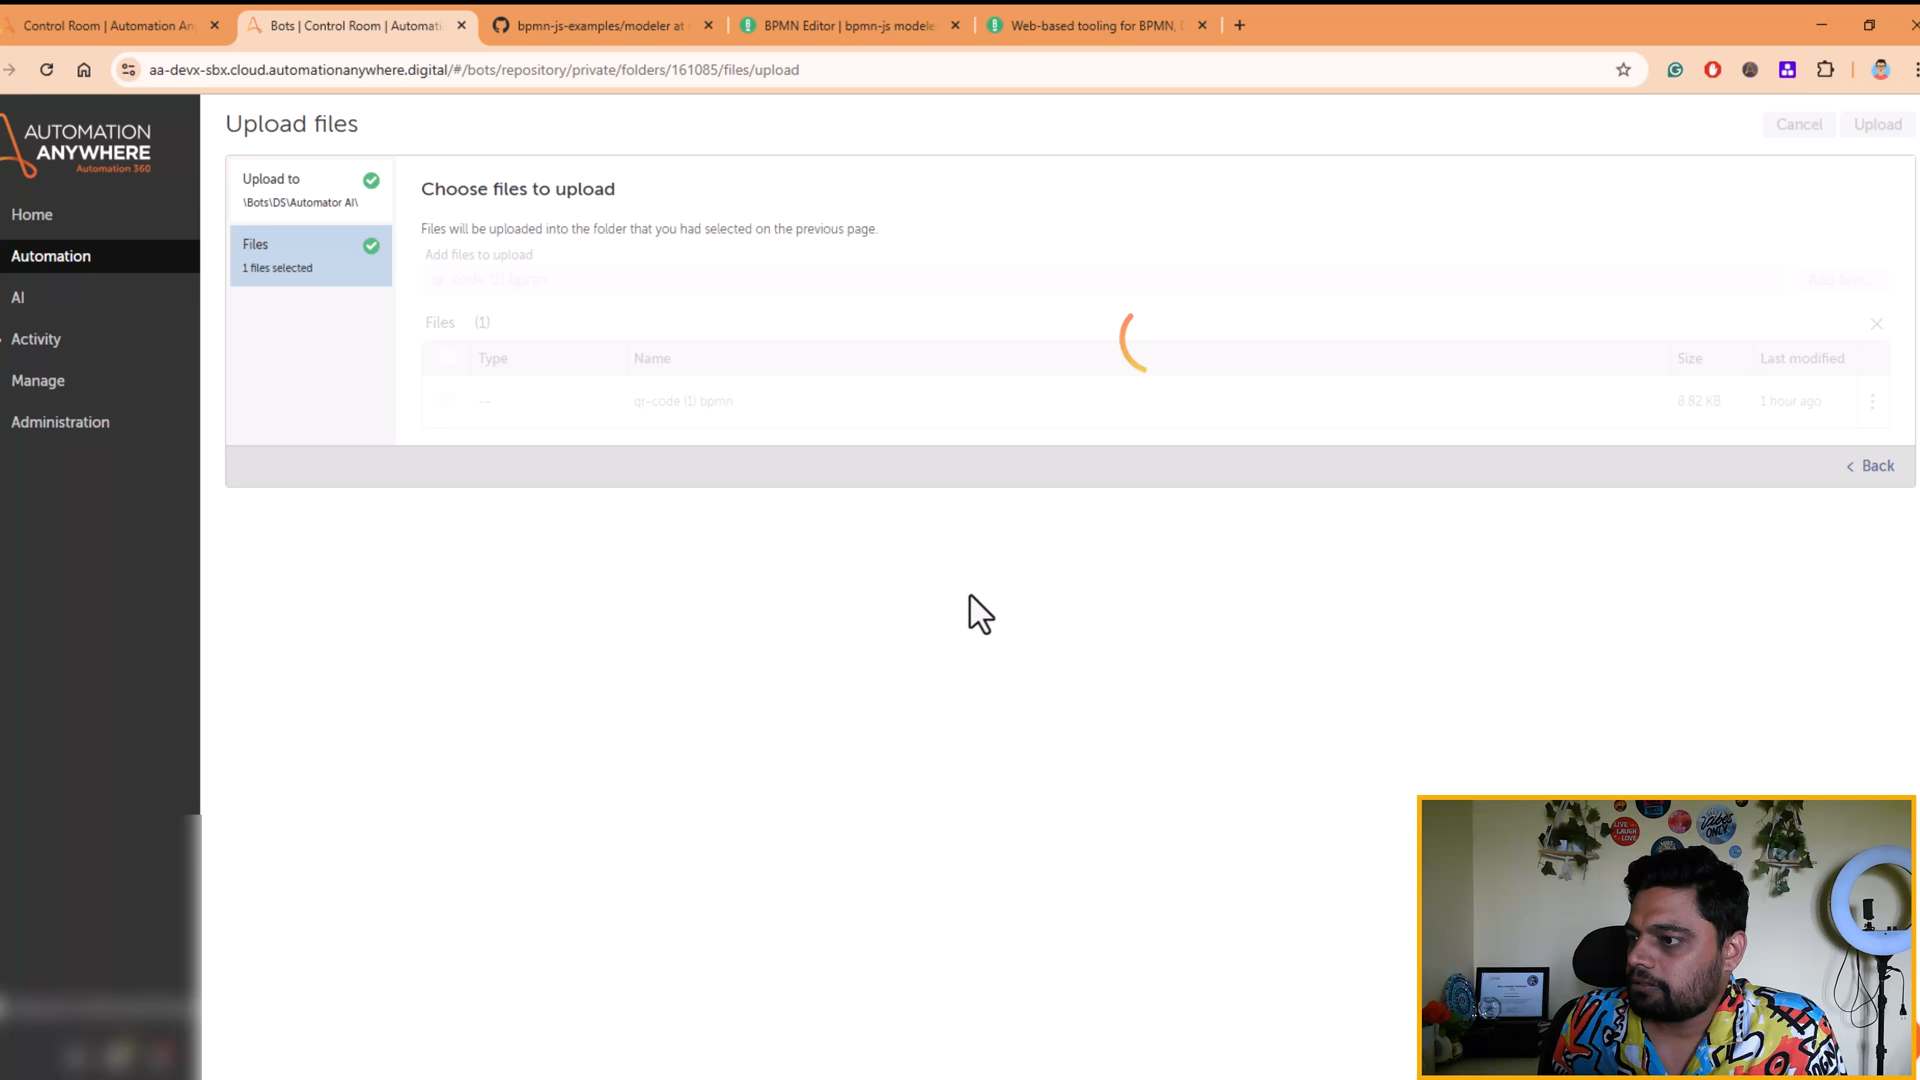 Control Room | Automation An
Bots | Control Room | Automati
bpmn-js-examples/modeler at
BPMN Editor | bpmn-js modele
Web-based tooling for BPMN,
aa-devx-sbx.cloud.automationanywhere.digital/#/bots/repository/private/folders/161085/files/upload
AUTOMATION
ANYWHERE
Automation 360
Home
Automation
AI
Activity
Manage
Administration
Upload files
Cancel
Upload
Upload to
\Bots\DS\Automator AI\
Files
1 files selected
Choose files to upload
Files will be uploaded into the folder that you had selected on the previous page.
Add files to upload
qr-code (1) bpmn
Files (1)
Type
Name
Size
Last modified
--
qr-code (1) bpmn
8.82 KB
1 hour ago
< Back
LIVE
LAUGH
LOVE
Vibes
ONLY